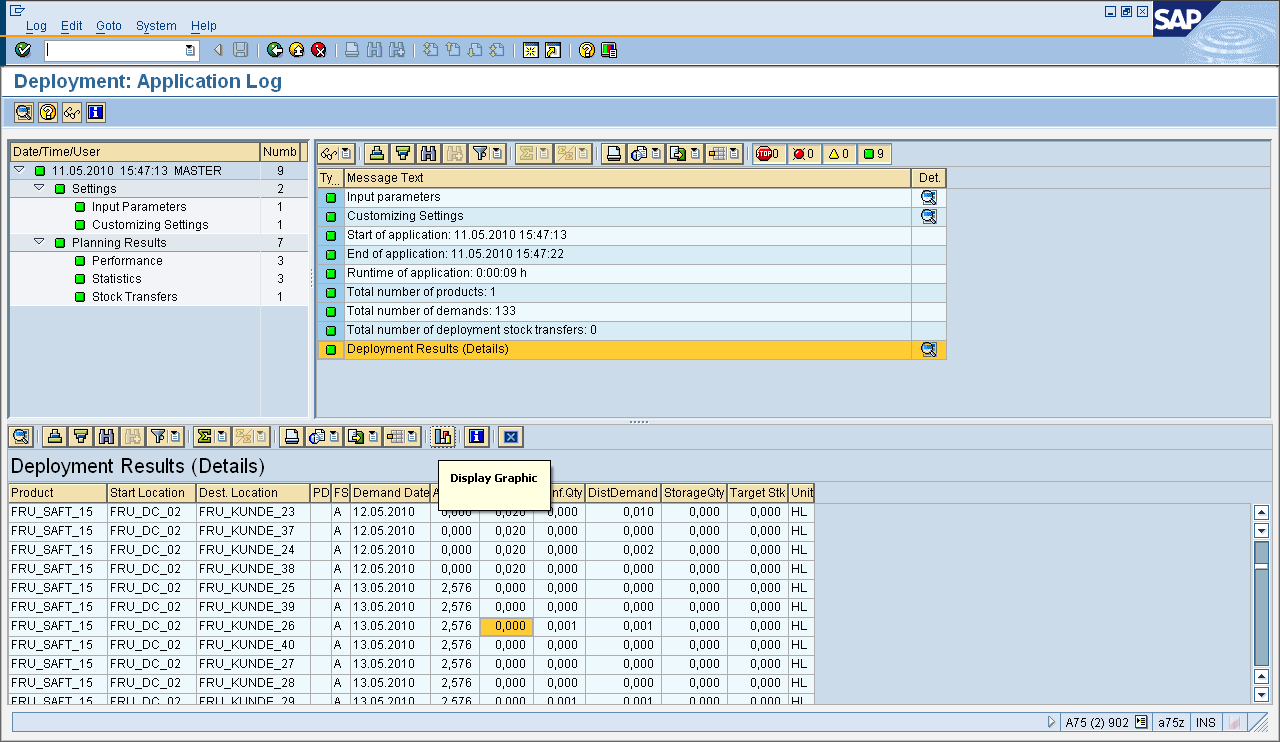 Log Edit Goto System Help
SAP
Deployment: Application Log
Date/Time/User Numb
11.05.2010 15:47:13 MASTER 9
Settings 2
Input Parameters 1
Customizing Settings 1
Planning Results 7
Performance 3
Statistics 3
Stock Transfers 1
STOP 0 0 0 9
Ty... Message Text Det.
Input parameters
Customizing Settings
Start of application: 11.05.2010 15:47:13
End of application: 11.05.2010 15:47:22
Runtime of application: 0:00:09 h
Total number of products: 1
Total number of demands: 133
Total number of deployment stock transfers: 0
Deployment Results (Details)
Deployment Results (Details)
Display Graphic
Product Start Location Dest. Location PD FS Demand Date nf.Qty DistDemand StorageQty Target Stk Unit
FRU_SAFT_15 FRU_DC_02 FRU_KUNDE_23 A 12.05.2010 0,000 0,020 0,000 0,010 0,000 0,000 HL
FRU_SAFT_15 FRU_DC_02 FRU_KUNDE_37 A 12.05.2010 0,000 0,020 0,000 0,000 0,000 0,000 HL
FRU_SAFT_15 FRU_DC_02 FRU_KUNDE_24 A 12.05.2010 0,000 0,020 0,000 0,002 0,000 0,000 HL
FRU_SAFT_15 FRU_DC_02 FRU_KUNDE_38 A 12.05.2010 0,000 0,020 0,000 0,000 0,000 0,000 HL
FRU_SAFT_15 FRU_DC_02 FRU_KUNDE_25 A 13.05.2010 2,576 0,000 0,000 0,000 0,000 0,000 HL
FRU_SAFT_15 FRU_DC_02 FRU_KUNDE_39 A 13.05.2010 2,576 0,000 0,000 0,000 0,000 0,000 HL
FRU_SAFT_15 FRU_DC_02 FRU_KUNDE_26 A 13.05.2010 2,576 0,000 0,001 0,001 0,000 0,000 HL
FRU_SAFT_15 FRU_DC_02 FRU_KUNDE_40 A 13.05.2010 2,576 0,000 0,000 0,000 0,000 0,000 HL
FRU_SAFT_15 FRU_DC_02 FRU_KUNDE_27 A 13.05.2010 2,576 0,000 0,000 0,000 0,000 0,000 HL
FRU_SAFT_15 FRU_DC_02 FRU_KUNDE_28 A 13.05.2010 2,576 0,000 0,000 0,000 0,000 0,000 HL
FRU_SAFT_15 FRU_DC_02 FRU_KUNDE_29 A 13.05.2010 2,576 0,000 0,001 0,001 0,000 0,000 HL
A75 (2) 902 a75z INS